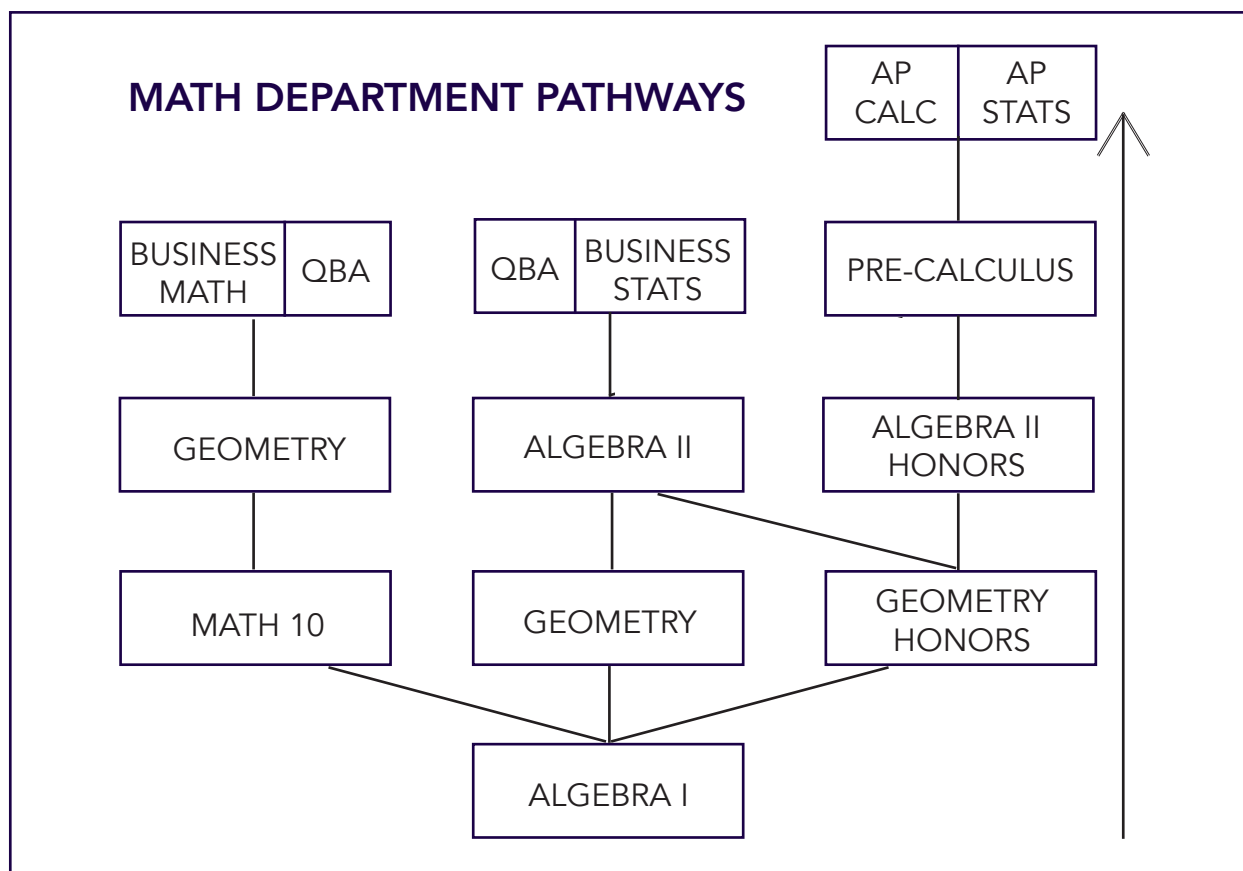 MATH DEPARTMENT PATHWAYS
AP
CALC
AP
STATS
BUSINESS
MATH
QBA
QBA
BUSINESS
STATS
PRE-CALCULUS
GEOMETRY
ALGEBRA II
ALGEBRA II
HONORS
MATH 10
GEOMETRY
GEOMETRY
HONORS
ALGEBRA I